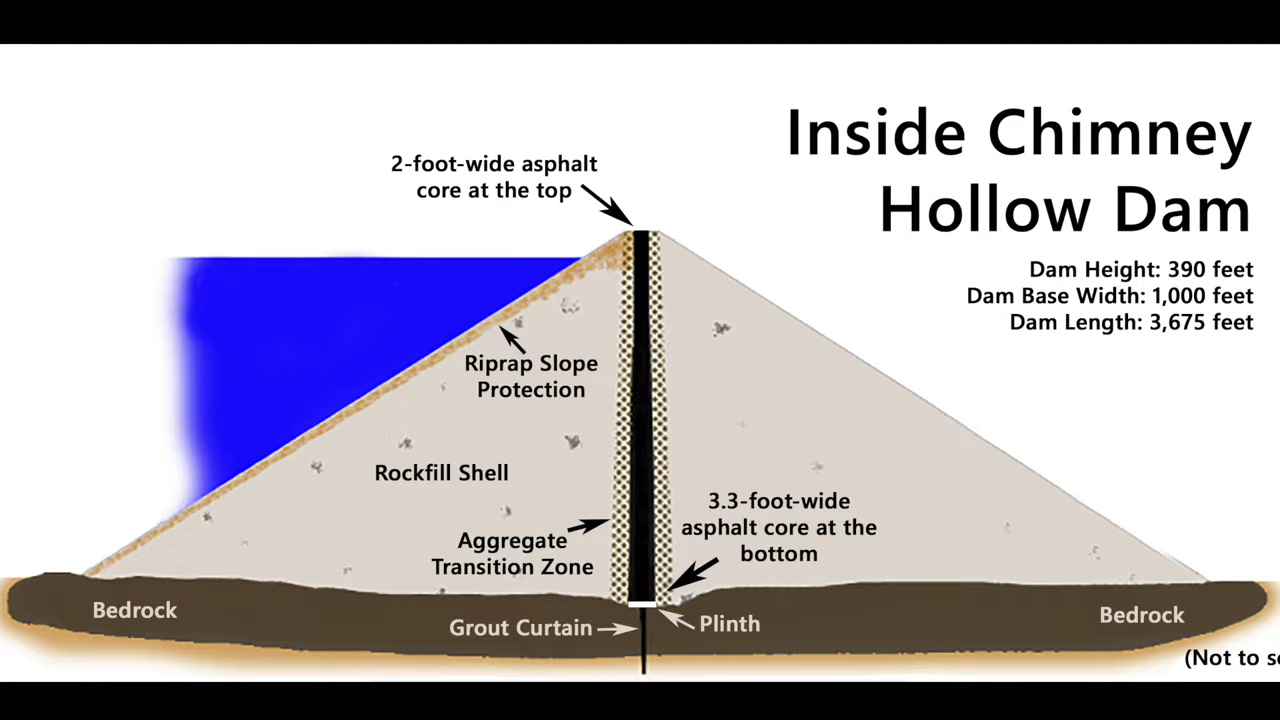 Inside Chimney
Hollow Dam
Dam Height: 390 feet
Dam Base Width: 1,000 feet
Dam Length: 3,675 feet
2-foot-wide asphalt
core at the top
Riprap Slope
Protection
Rockfill Shell
Aggregate
Transition Zone
3.3-foot-wide
asphalt core at the
bottom
Bedrock
Grout Curtain
Plinth
Bedrock
(Not to